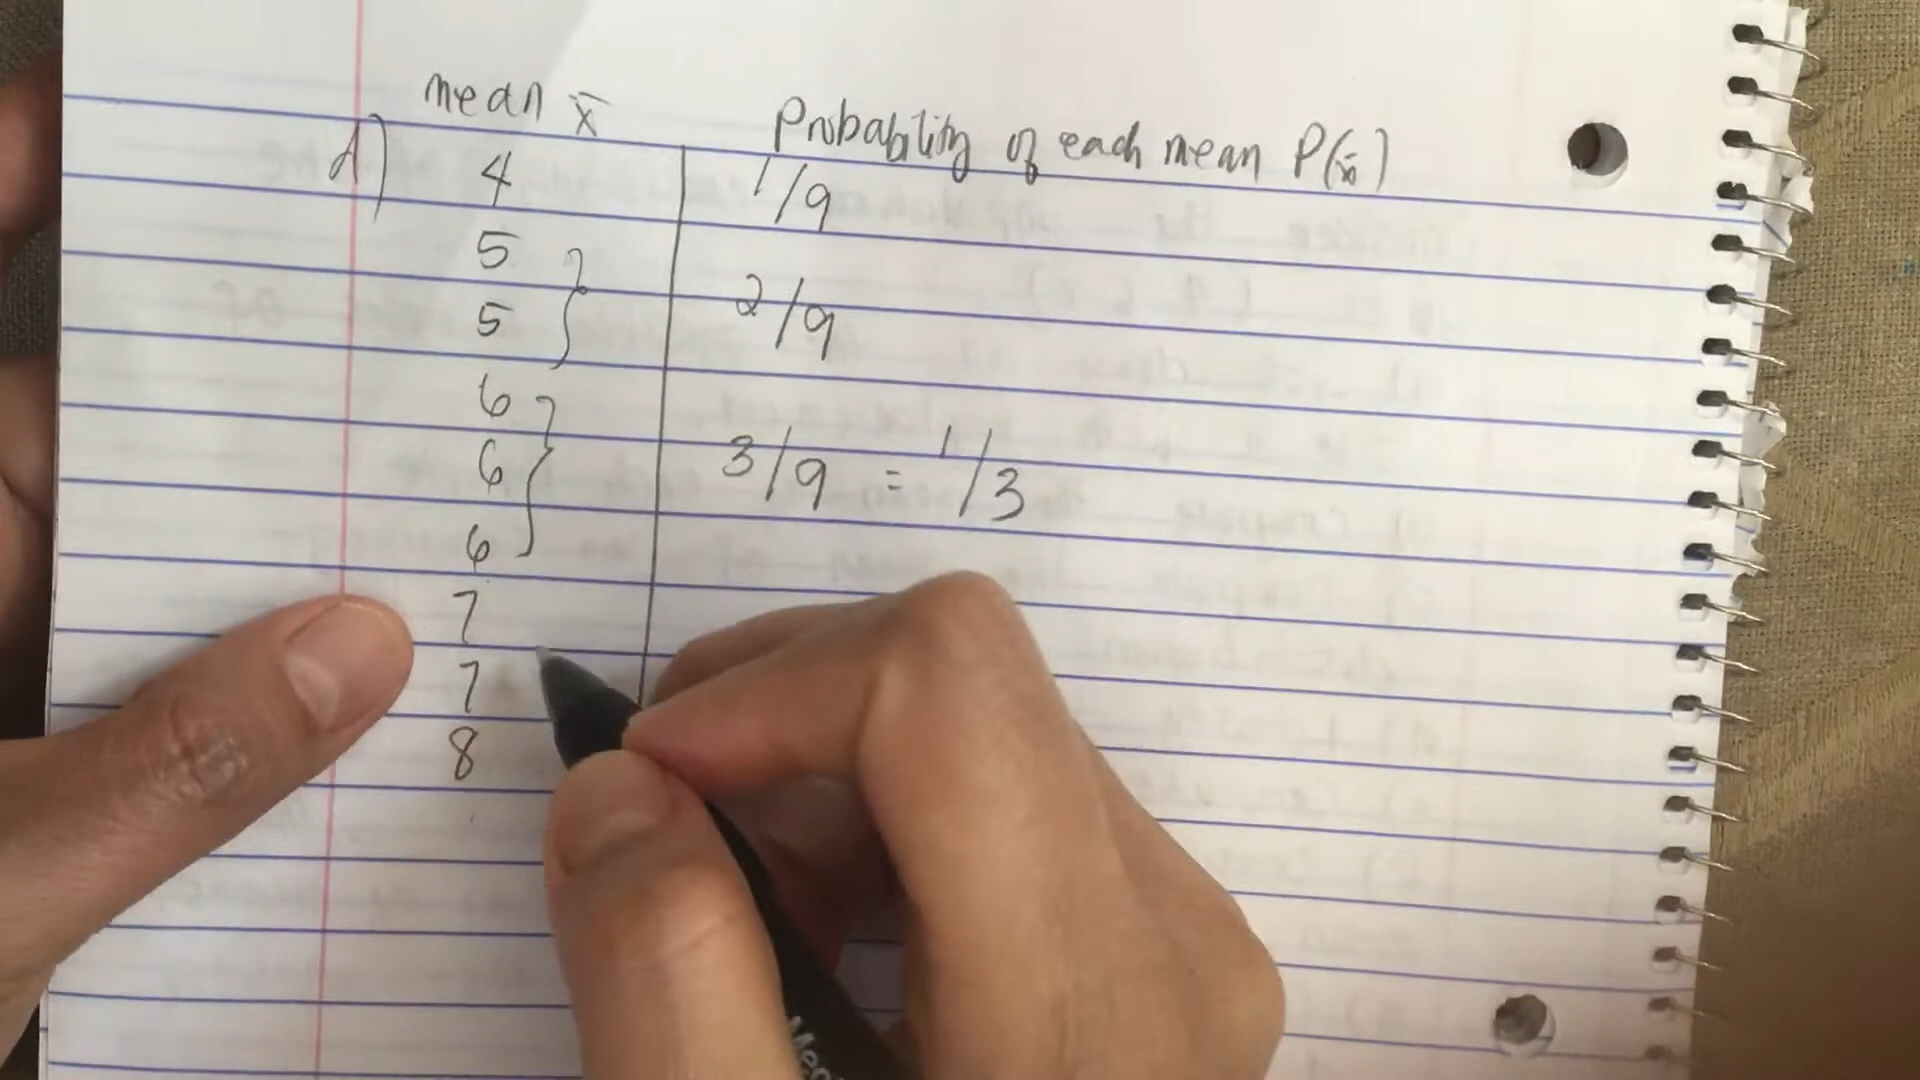 mean x̄
Probability of each mean P(x̄)
d) 4 1/9
5
5 2/9
6
6 3/9 = 1/3
6
7
7
8